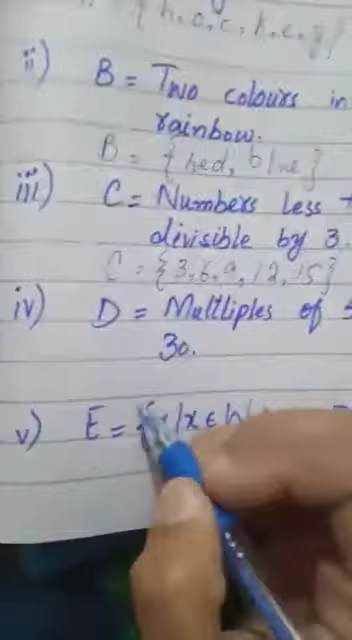 {h, o, c, k, e, y}
ii) B = Two colours in
rainbow.
B = {Red, blue}
iii) C = Numbers less
divisible by 3.
C = {3, 6, 9, 12, 15}
iv) D = Multiples of
30.
v) E = { /x ∈